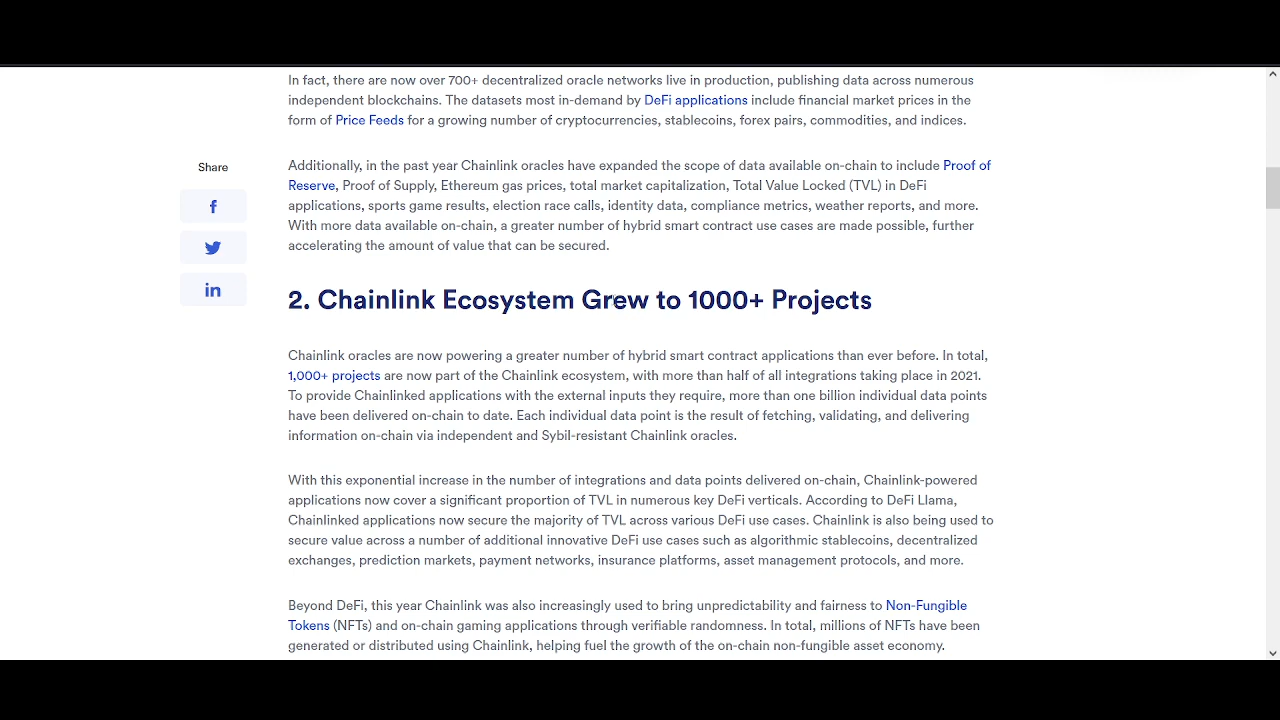 In fact, there are now over 700+ decentralized oracle networks live in production, publishing data across numerous
independent blockchains. The datasets most in-demand by DeFi applications include financial market prices in the
form of Price Feeds for a growing number of cryptocurrencies, stablecoins, forex pairs, commodities, and indices.
Share
Additionally, in the past year Chainlink oracles have expanded the scope of data available on-chain to include Proof of
Reserve, Proof of Supply, Ethereum gas prices, total market capitalization, Total Value Locked (TVL) in DeFi
applications, sports game results, election race calls, identity data, compliance metrics, weather reports, and more.
With more data available on-chain, a greater number of hybrid smart contract use cases are made possible, further
accelerating the amount of value that can be secured.
2. Chainlink Ecosystem Grew to 1000+ Projects
Chainlink oracles are now powering a greater number of hybrid smart contract applications than ever before. In total,
1,000+ projects are now part of the Chainlink ecosystem, with more than half of all integrations taking place in 2021.
To provide Chainlinked applications with the external inputs they require, more than one billion individual data points
have been delivered on-chain to date. Each individual data point is the result of fetching, validating, and delivering
information on-chain via independent and Sybil-resistant Chainlink oracles.
With this exponential increase in the number of integrations and data points delivered on-chain, Chainlink-powered
applications now cover a significant proportion of TVL in numerous key DeFi verticals. According to DeFi Llama,
Chainlinked applications now secure the majority of TVL across various DeFi use cases. Chainlink is also being used to
secure value across a number of additional innovative DeFi use cases such as algorithmic stablecoins, decentralized
exchanges, prediction markets, payment networks, insurance platforms, asset management protocols, and more.
Beyond DeFi, this year Chainlink was also increasingly used to bring unpredictability and fairness to Non-Fungible
Tokens (NFTs) and on-chain gaming applications through verifiable randomness. In total, millions of NFTs have been
generated or distributed using Chainlink, helping fuel the growth of the on-chain non-fungible asset economy.